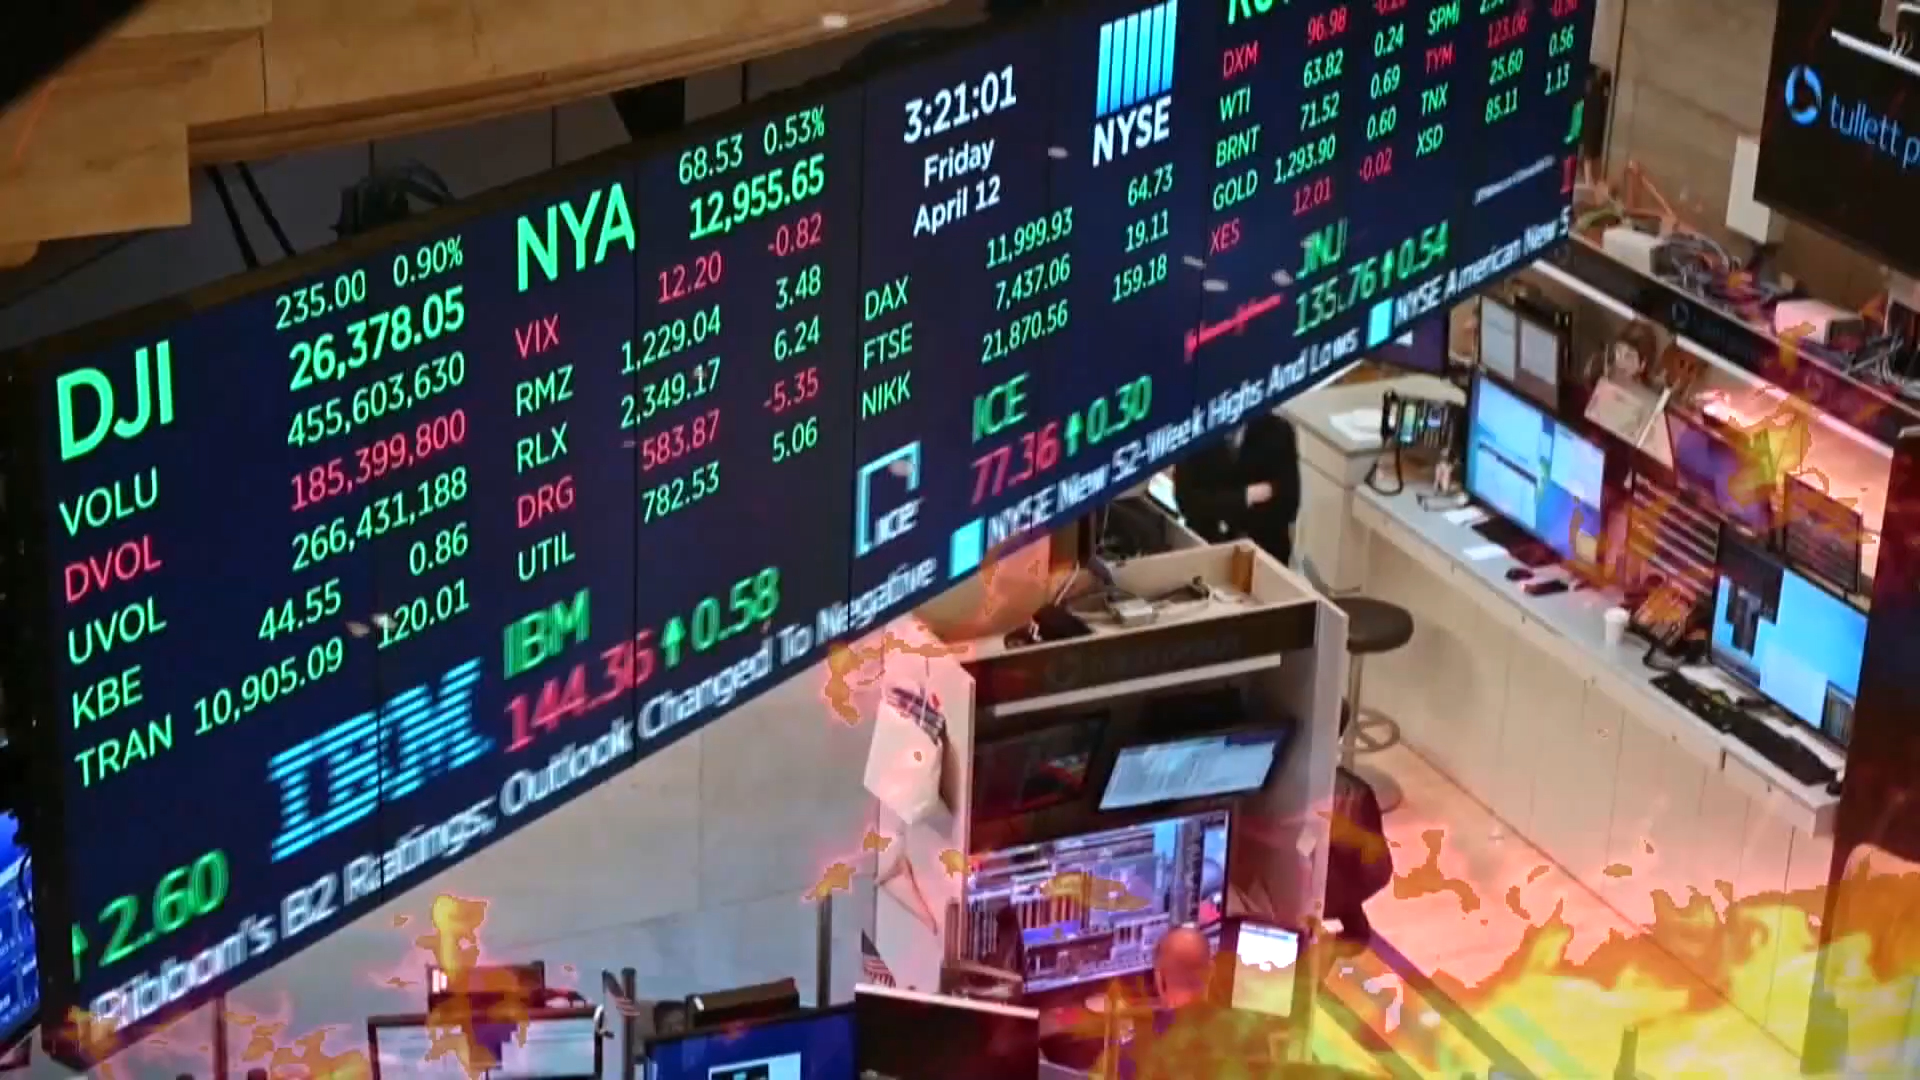 DJI 235.00 0.90%
26,378.05
VOLU 455,603,630
DVOL 185,399,800
UVOL 266,431,188
KBE 44.55 0.86
TRAN 10,905.09 120.01
NYA 68.53 0.53%
12,955.65
VIX 12.20 -0.82
RMZ 1,229.04 3.48
RLX 2,349.17 6.24
DRG 583.87 -5.35
UTIL 782.53 5.06
3:21:01
Friday
April 12
DAX 11,999.93 64.73
FTSE 7,437.06 19.11
NIKK 21,870.56 159.18
NYSE
DXM 96.98
WTI 63.82 0.24
BRNT 71.52 0.69
GOLD 1,293.90 0.60
XES 12.01 -0.02
SPMI
TYM 123.06
TNX 25.60 0.56
XSD 85.11 1.13
2.60
IBM
IBM
144.36 0.58
ice
ICE
77.36 0.30
JNJ
135.76 0.54
Ribbon's B2 Ratings; Outlook Changed To Negative NYSE New 52-Week Highs And Lows NYSE American New 5
tullett p